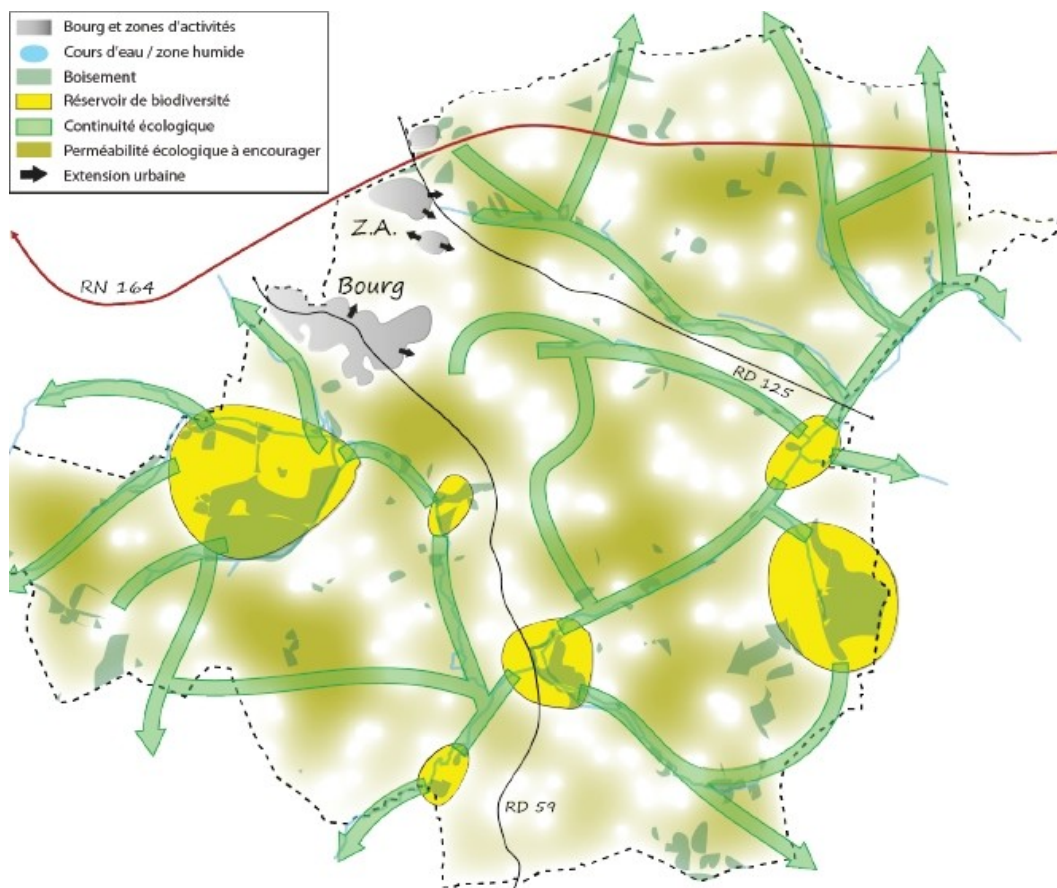 Bourg et zones d'activités
Cours d'eau / zone humide
Boisement
Réservoir de biodiversité
Continuité écologique
Perméabilité écologique à encourager
Extension urbaine
Z.A.
RN 164
Bourg
RD 125
RD 59